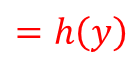 = h(y)